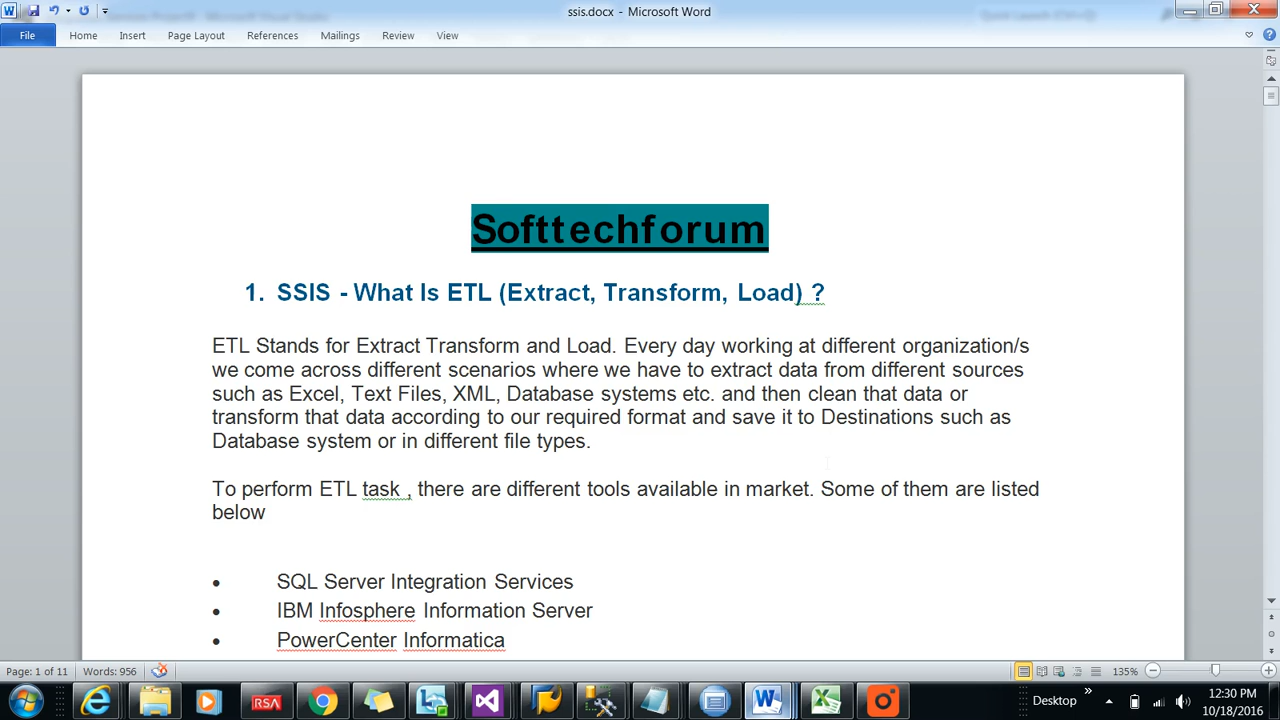 ssis.docx - Microsoft Word
File Home Insert Page Layout References Mailings Review View
Softtechforum
1. SSIS - What Is ETL (Extract, Transform, Load) ?
ETL Stands for Extract Transform and Load. Every day working at different organization/s
we come across different scenarios where we have to extract data from different sources
such as Excel, Text Files, XML, Database systems etc. and then clean that data or
transform that data according to our required format and save it to Destinations such as
Database system or in different file types.
To perform ETL task , there are different tools available in market. Some of them are listed
below
• SQL Server Integration Services
• IBM Infosphere Information Server
• PowerCenter Informatica
Page: 1 of 11 Words: 956 135%
RSA
Desktop » 12:30 PM
10/18/2016